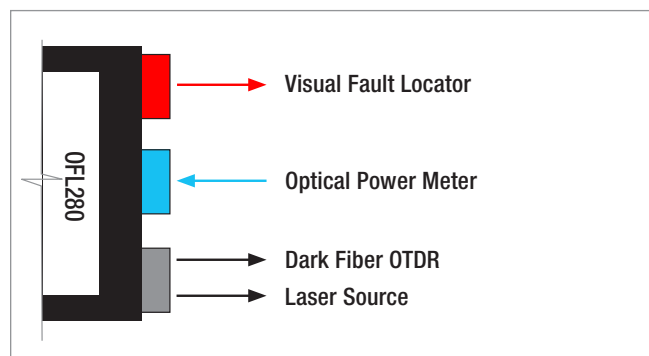 OFL280
Visual Fault Locator
Optical Power Meter
Dark Fiber OTDR
Laser Source